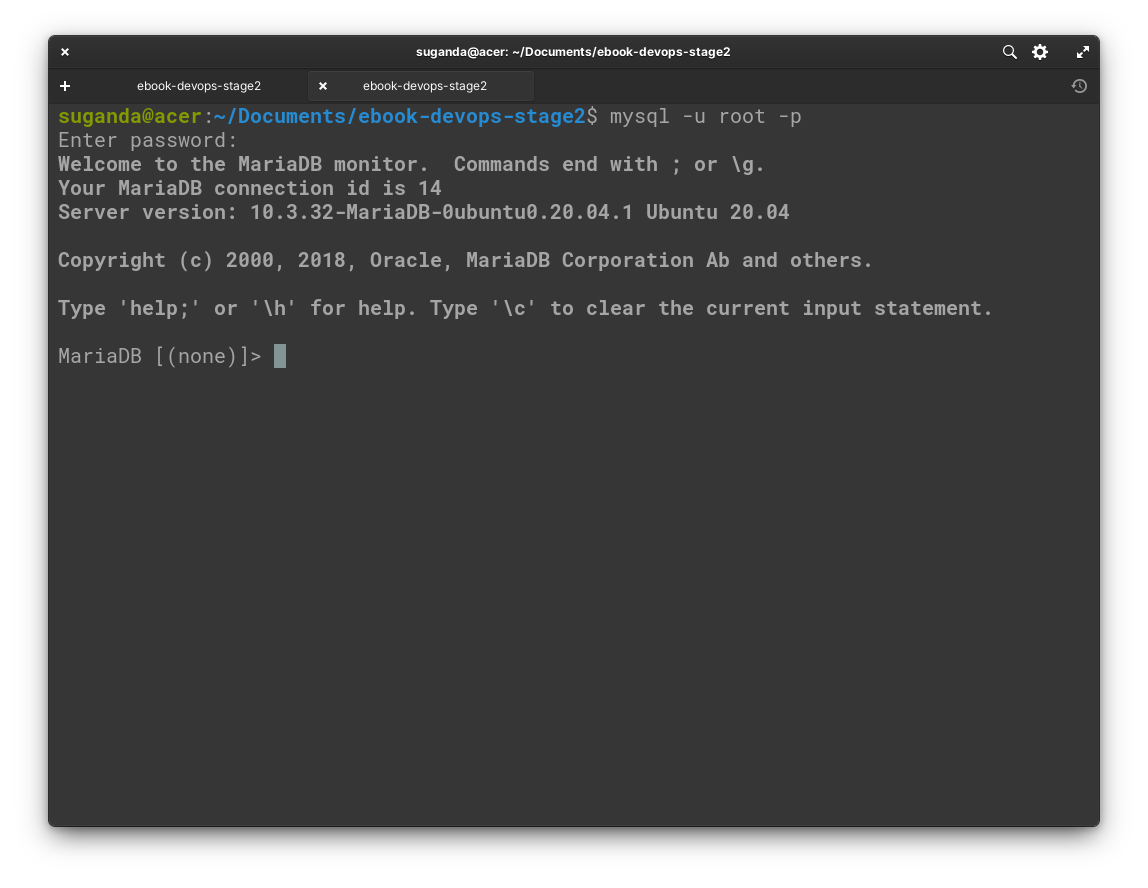 suganda@acer: ~/Documents/ebook-devops-stage2
ebook-devops-stage2
ebook-devops-stage2
suganda@acer:~/Documents/ebook-devops-stage2$ mysql -u root -p
Enter password:
Welcome to the MariaDB monitor.  Commands end with ; or \g.
Your MariaDB connection id is 14
Server version: 10.3.32-MariaDB-0ubuntu0.20.04.1 Ubuntu 20.04
Copyright (c) 2000, 2018, Oracle, MariaDB Corporation Ab and others.
Type 'help;' or '\h' for help. Type '\c' to clear the current input statement.
MariaDB [(none)]>